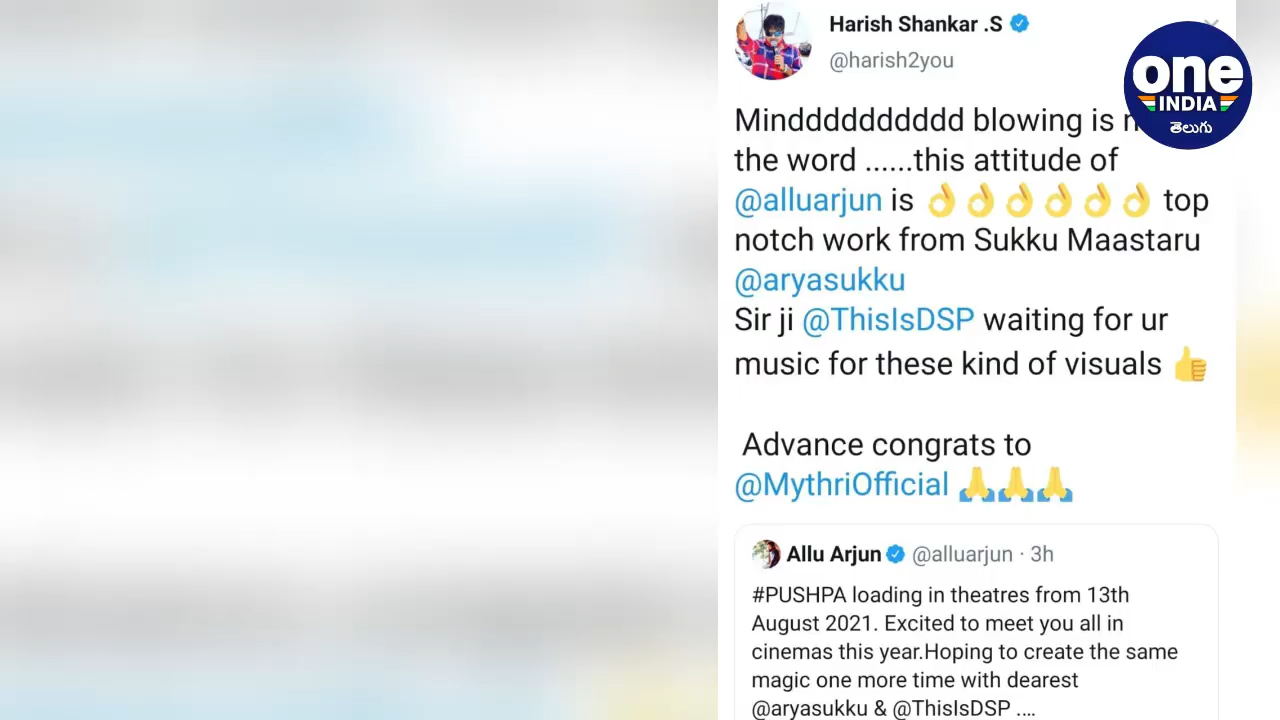 Harish Shankar .S
@harish2you
one
INDIA
తెలుగు
Mindddddddddd blowing is
the word ......this attitude of
@alluarjun is 👌👌👌👌👌👌 top
notch work from Sukku Maastaru
@aryasukku
Sir ji @ThisIsDSP waiting for ur
music for these kind of visuals 👍
Advance congrats to
@MythriOfficial 🙏🙏🙏
Allu Arjun @alluarjun · 3h
#PUSHPA loading in theatres from 13th
August 2021. Excited to meet you all in
cinemas this year.Hoping to create the same
magic one more time with dearest
@aryasukku & @ThisIsDSP ....